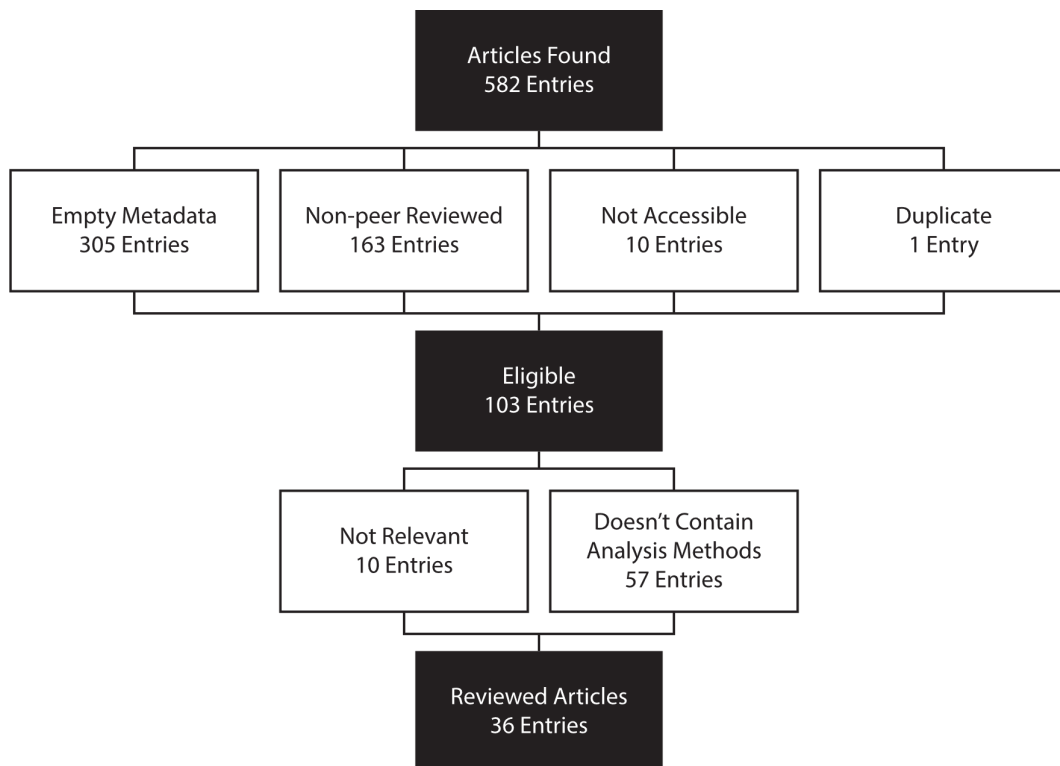 Articles Found
582 Entries
Empty Metadata
305 Entries
Non-peer Reviewed
163 Entries
Not Accessible
10 Entries
Duplicate
1 Entry
Eligible
103 Entries
Not Relevant
10 Entries
Doesn’t Contain
Analysis Methods
57 Entries
Reviewed Articles
36 Entries